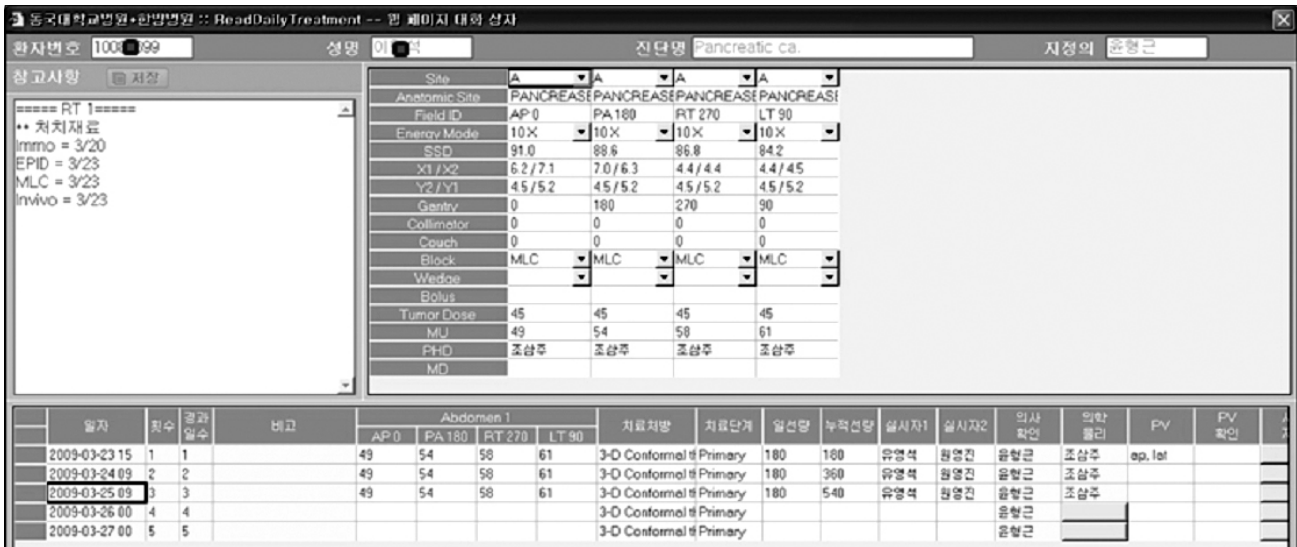 동국대학교병원+한방병원 :: ReadDailyTreatment -- 웹 페이지 대화 상자
환자번호 성명 진단명 Pancreatic ca. 지정의 윤형근
참고사항 저장
===== RT 1=====
** 처치재료
Immo = 3/20
EPID = 3/23
MLC = 3/23
Invivo = 3/23
Site A A A A
Anatomic Site PANCREASE PANCREASE PANCREASE PANCREASE
Field ID AP 0 PA 180 RT 270 LT 90
Energy Mode 10X 10X 10X 10X
SSD 91.0 88.6 86.8 84.2
X1 / X2 6.2 / 7.1 7.0 / 6.3 4.4 / 4.4 4.4 / 4.5
Y2 / Y1 4.5 / 5.2 4.5 / 5.2 4.5 / 5.2 4.5 / 5.2
Gantry 0 180 270 90
Collimator 0 0 0 0
Couch 0 0 0 0
Block MLC MLC MLC MLC
Wedge
Bolus
Tumor Dose 45 45 45 45
MU 49 54 58 61
PHD 조삼주 조삼주 조삼주 조삼주
MD
일자 횟수 경과일수 비고 Abdomen 1 치료처방 치료단계 일선량 누적선량 실시자1 실시자2 의사확인 의학물리 PV PV확인
AP 0 PA 180 RT 270 LT 90
2009-03-23 15 1 1 49 54 58 61 3-D Conformal tl Primary 180 180 유영석 원영진 윤형근 조삼주 ap, lat
2009-03-24 09 2 2 49 54 58 61 3-D Conformal tl Primary 180 360 유영석 원영진 윤형근 조삼주
2009-03-25 09 3 3 49 54 58 61 3-D Conformal tl Primary 180 540 유영석 원영진 윤형근 조삼주
2009-03-26 00 4 4 3-D Conformal tl Primary 윤형근
2009-03-27 00 5 5 3-D Conformal tl Primary 윤형근